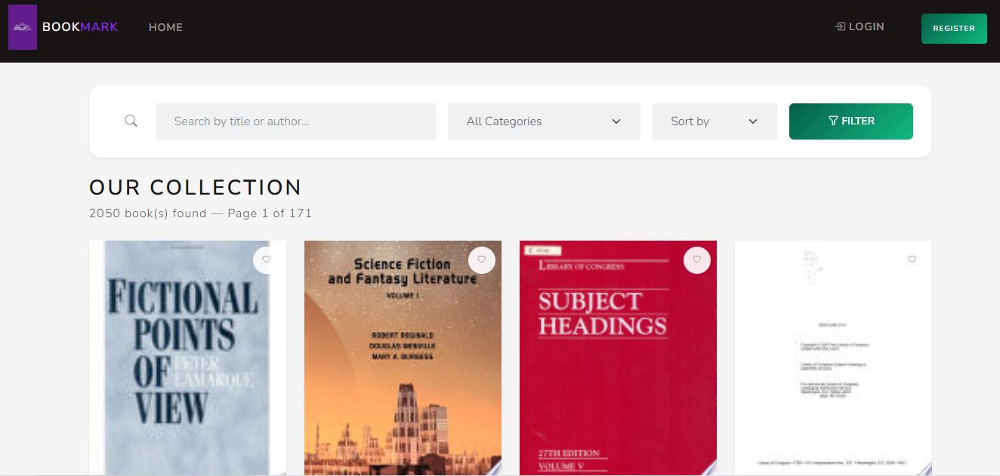 BOOKMARK
HOME
LOGIN
REGISTER
Search by title or author...
All Categories
Sort by
FILTER
OUR COLLECTION
2050 book(s) found — Page 1 of 171
FICTIONAL
POINTS
OF
PETER
LAMARQUE
VIEW
Science Fiction
and Fantasy Literature
VOLUME I
ROBERT REGINALD
DOUGLAS MENVILLE
MARY A. BURGESS
LIBRARY OF CONGRESS
SUBJECT
HEADINGS
27TH EDITION
VOLUME V